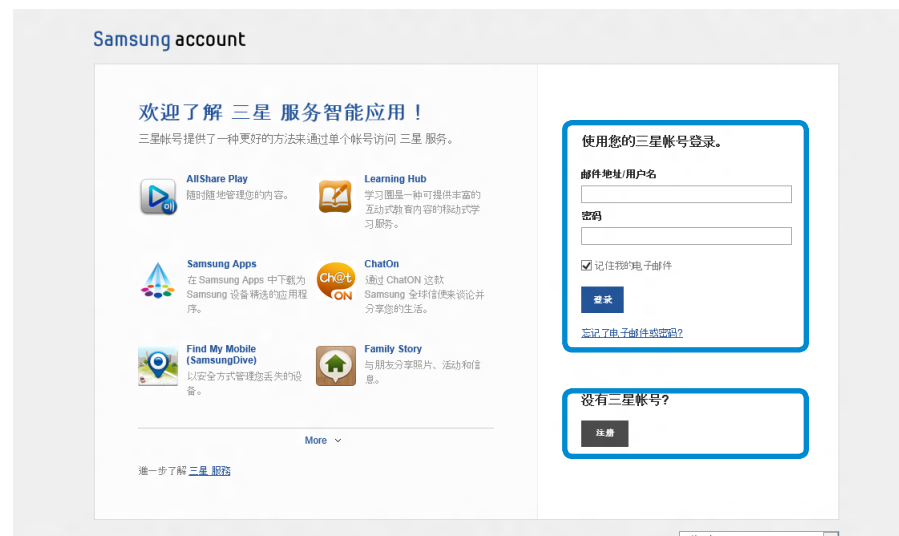 Samsung account
欢迎了解 三星 服务智能应用！
三星帐号提供了一种更好的方法来通过单个帐号访问 三星 服务。
AllShare Play
随时随地管理您的内容。
Learning Hub
学习圈是一种可提供丰富的
互动式教育内容的移动式学
习服务。
Samsung Apps
在 Samsung Apps 中下载为
Samsung 设备精选的应用程
序。
Ch@t
ON
ChatOn
通过 ChatON 这款
Samsung 全球信使来谈论并
分享您的生活。
Find My Mobile
(SamsungDive)
以安全方式管理您丢失的设
备。
Family Story
与朋友分享照片、活动和信
息。
More
進一步了解 三星 服務
使用您的三星帐号登录。
邮件地址/用户名
密码
记住我的电子邮件
登录
忘记了电子邮件或密码?
没有三星帐号?
注册